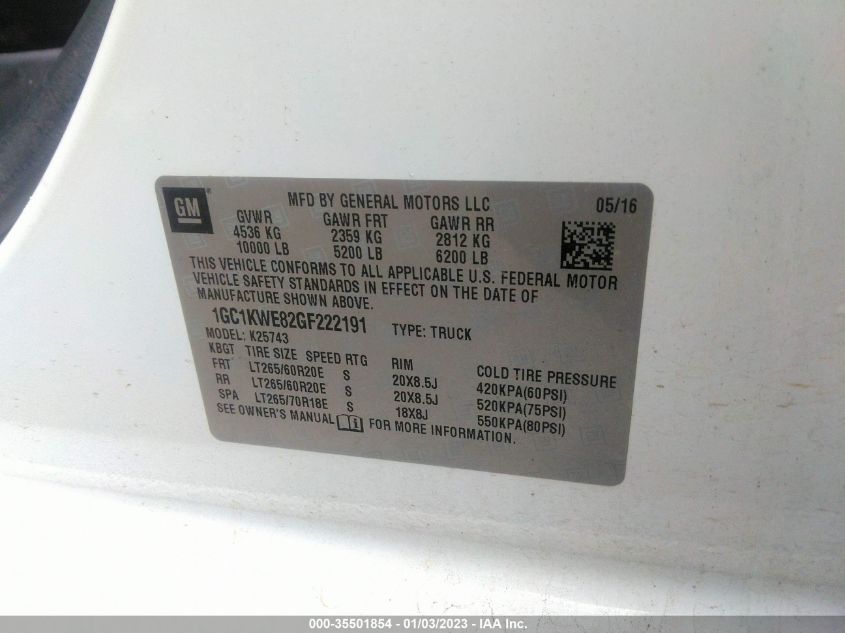 GM
MFD BY GENERAL MOTORS LLC 05/16
GVWR GAWR FRT GAWR RR
4536 KG 2359 KG 2812 KG
10000 LB 5200 LB 6200 LB
THIS VEHICLE CONFORMS TO ALL APPLICABLE U.S. FEDERAL MOTOR
VEHICLE SAFETY STANDARDS IN EFFECT ON THE DATE OF
MANUFACTURE SHOWN ABOVE.
1GC1KWE82GF222191 TYPE: TRUCK
MODEL: K25743
KBGT TIRE SIZE SPEED RTG RIM COLD TIRE PRESSURE
FRT LT265/60R20E S 20X8.5J 420KPA(60PSI)
RR LT265/60R20E S 20X8.5J 520KPA(75PSI)
SPA LT265/70R18E S 18X8J 550KPA(80PSI)
SEE OWNER'S MANUAL FOR MORE INFORMATION.
000-35501854 - 01/03/2023 - IAA Inc.